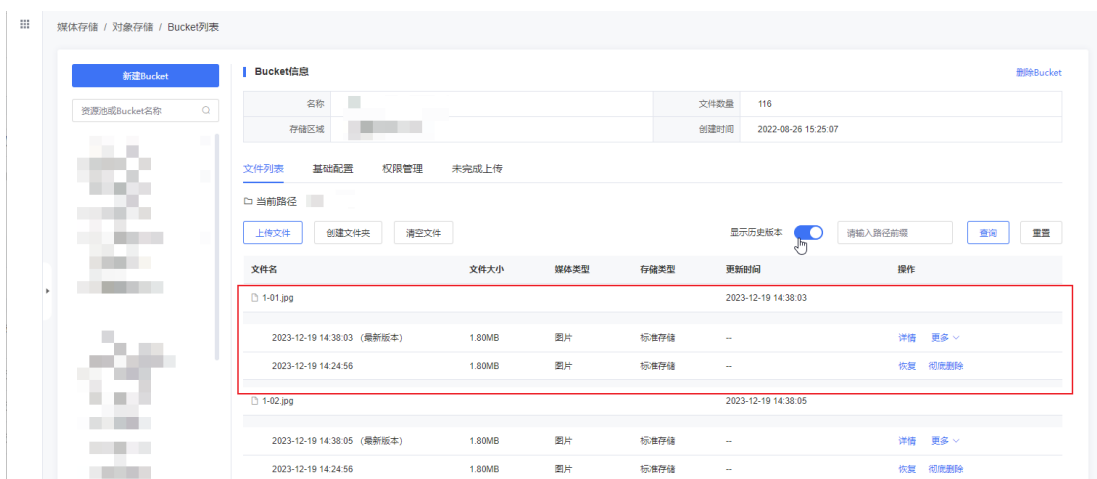 媒体存储 / 对象存储 / Bucket列表
新建Bucket
资源池或Bucket名称
Bucket信息
删除Bucket
名称
文件数量 116
存储区域
创建时间 2022-08-26 15:25:07
文件列表 基础配置 权限管理 未完成上传
当前路径
上传文件 创建文件夹 清空文件 显示历史版本 请输入路径前缀 查询 重置
文件名 文件大小 媒体类型 存储类型 更新时间 操作
1-01.jpg 2023-12-19 14:38:03
2023-12-19 14:38:03 （最新版本） 1.80MB 图片 标准存储 -- 详情 更多
2023-12-19 14:24:56 1.80MB 图片 标准存储 -- 恢复 彻底删除
1-02.jpg 2023-12-19 14:38:05
2023-12-19 14:38:05 （最新版本） 1.80MB 图片 标准存储 -- 详情 更多
2023-12-19 14:24:56 1.80MB 图片 标准存储 -- 恢复 彻底删除